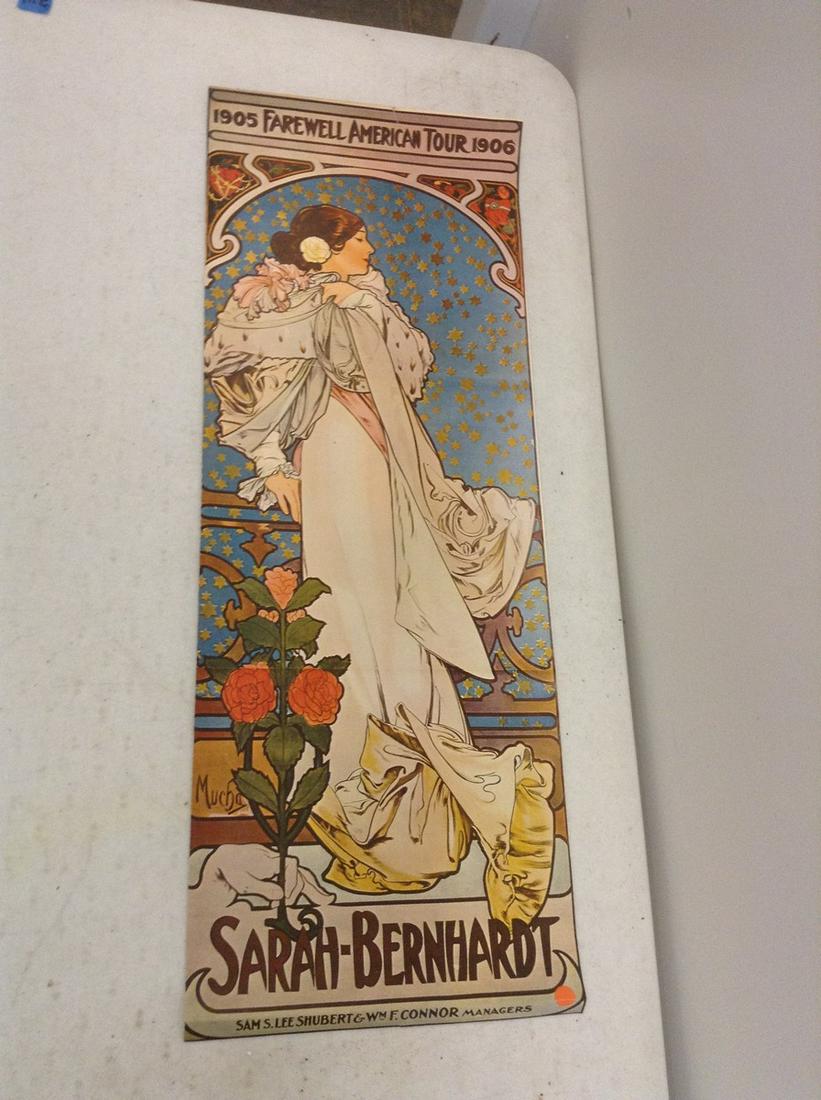 1905 FAREWELL AMERICAN TOUR 1906
Mucha
SARAH-BERNHARDT
SAM S. LEE SHUBERT & WM F. CONNOR MANAGERS